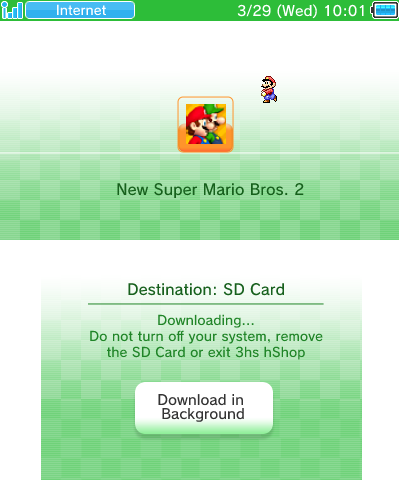 Internet
3/29 (Wed) 10:01
New Super Mario Bros. 2
Destination: SD Card
Downloading...
Do not turn off your system, remove
the SD Card or exit 3hs hShop
Download in
Background